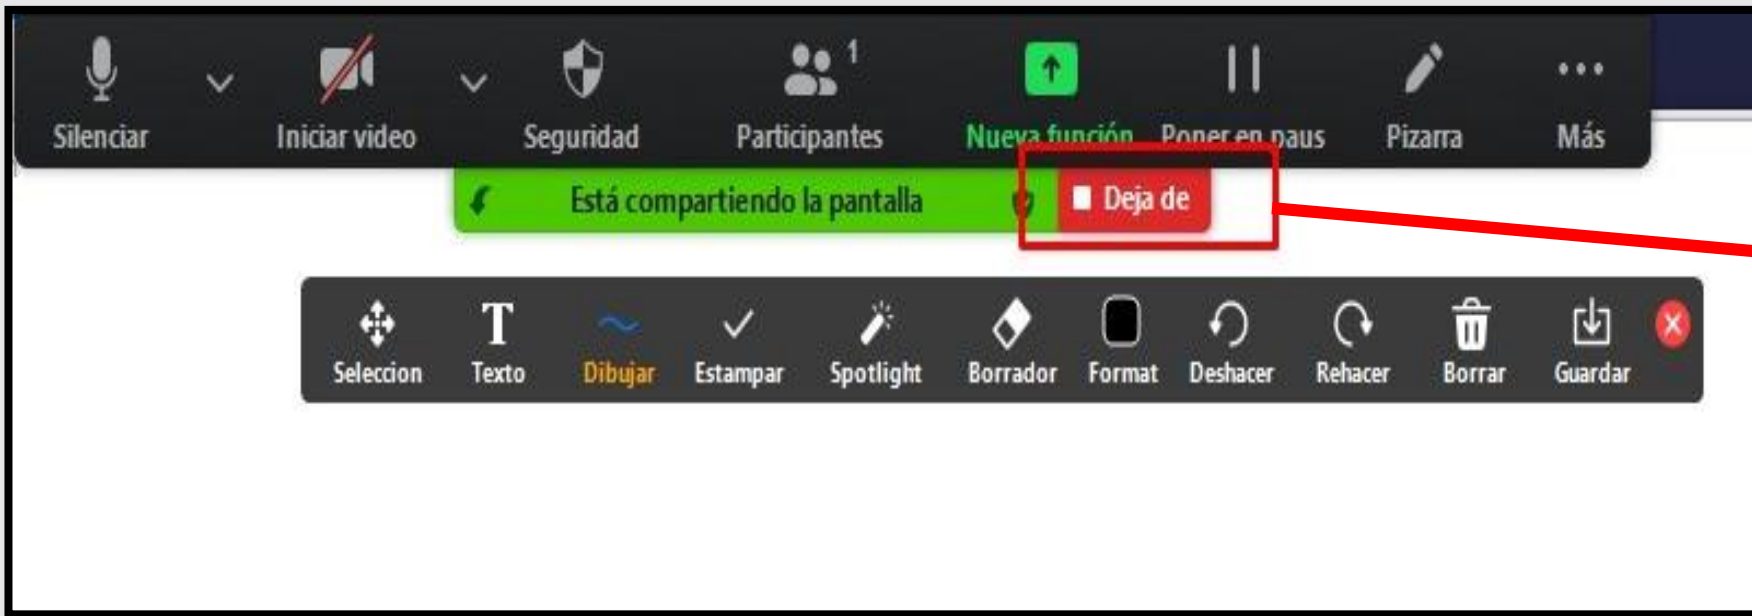 1
Silenciar Iniciar video Seguridad Participantes Nueva función Poner en paus Pizarra Más
Está compartiendo la pantalla Deja de
T
Seleccion Texto Dibujar Estampar Spotlight Borrador Format Deshacer Rehacer Borrar Guardar